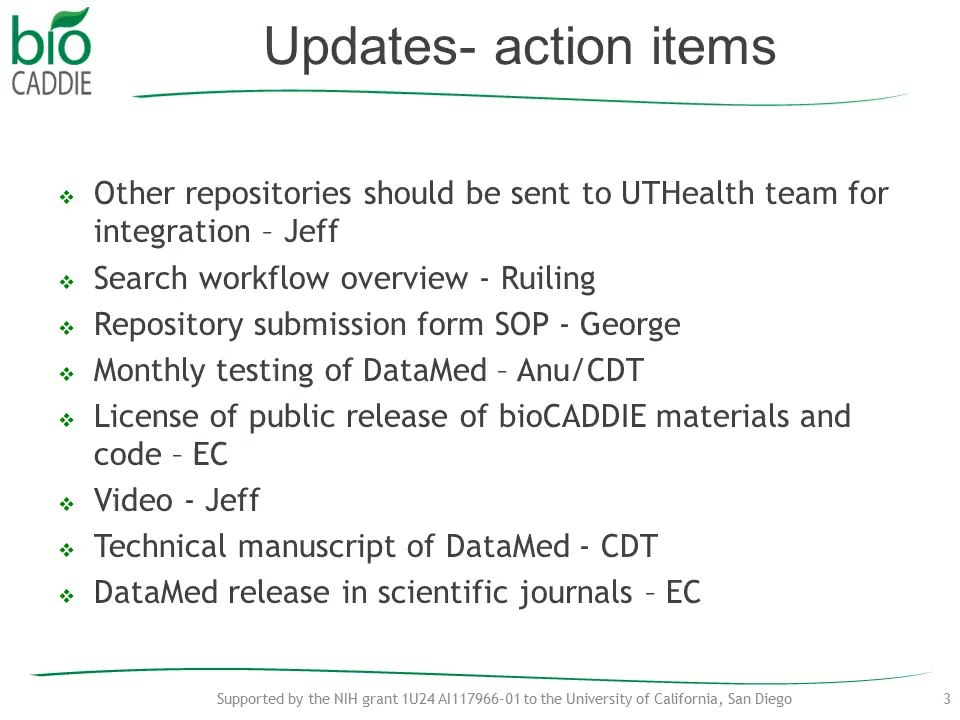 bio
CADDIE
Updates- action items
❖ Other repositories should be sent to UTHealth team for
integration – Jeff
❖ Search workflow overview - Ruiling
❖ Repository submission form SOP - George
❖ Monthly testing of DataMed – Anu/CDT
❖ License of public release of bioCADDIE materials and
code – EC
❖ Video - Jeff
❖ Technical manuscript of DataMed - CDT
❖ DataMed release in scientific journals – EC
Supported by the NIH grant 1U24 AI117966-01 to the University of California, San Diego
3